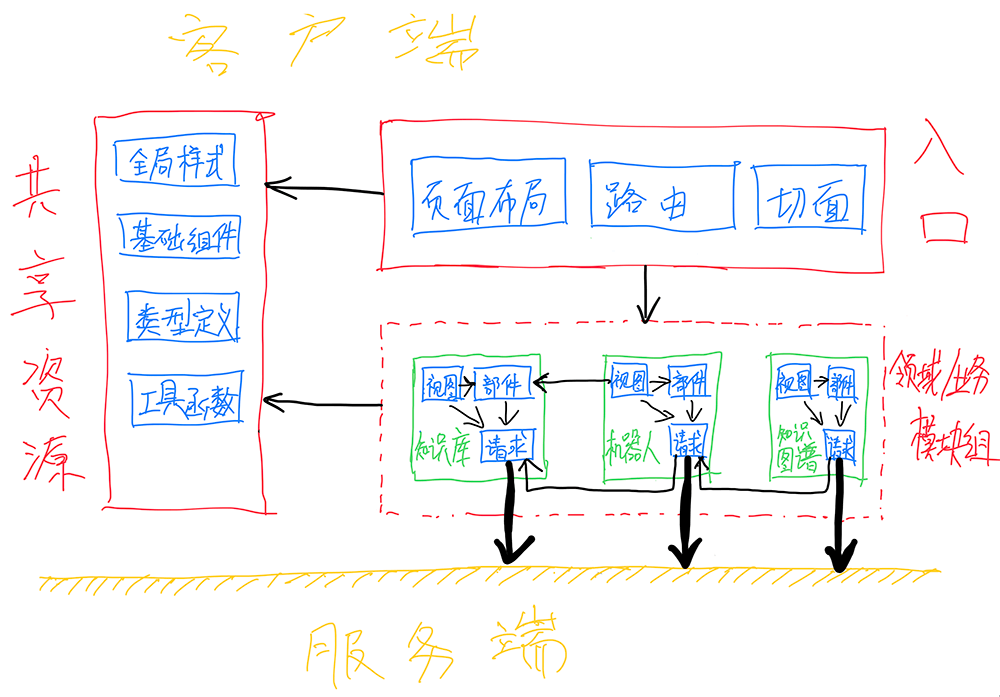 客户端
共享资源
全局样式
基础组件
类型定义
工具函数
入口
页面布局
路由
切面
领域/业务
模块组
视图
部件
请求
知识库
视图
部件
请求
机器人
视图
部件
请求
知识
图谱
服务端